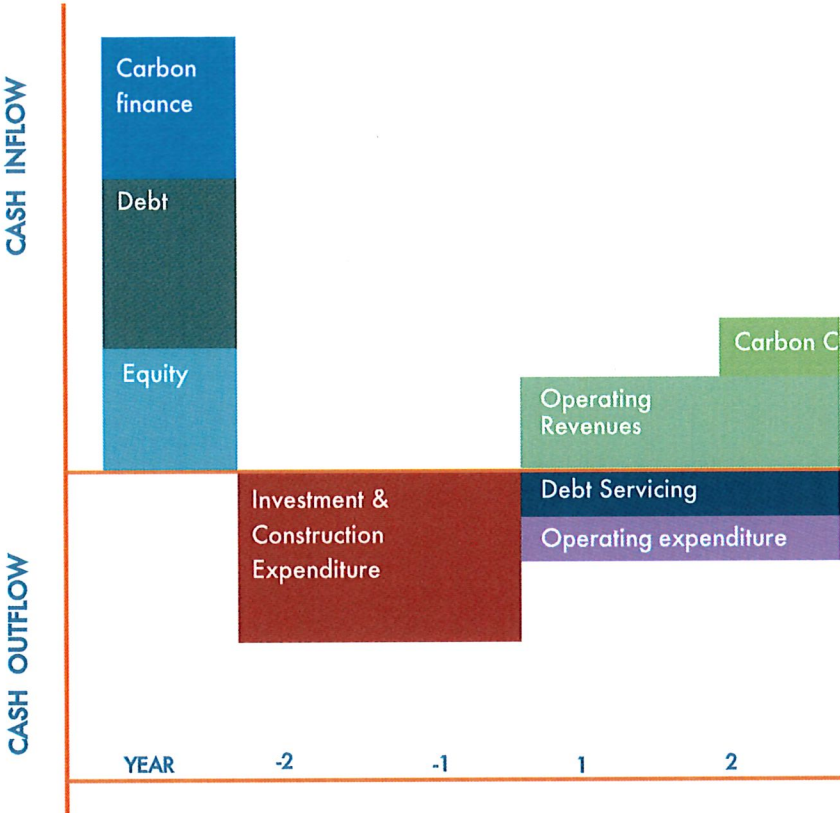 CASH INFLOW
Carbon
finance
Debt
Equity
Carbon C
Operating
Revenues
Investment &
Construction
Expenditure
Debt Servicing
Operating expenditure
CASH OUTFLOW
YEAR -2 -1 1 2